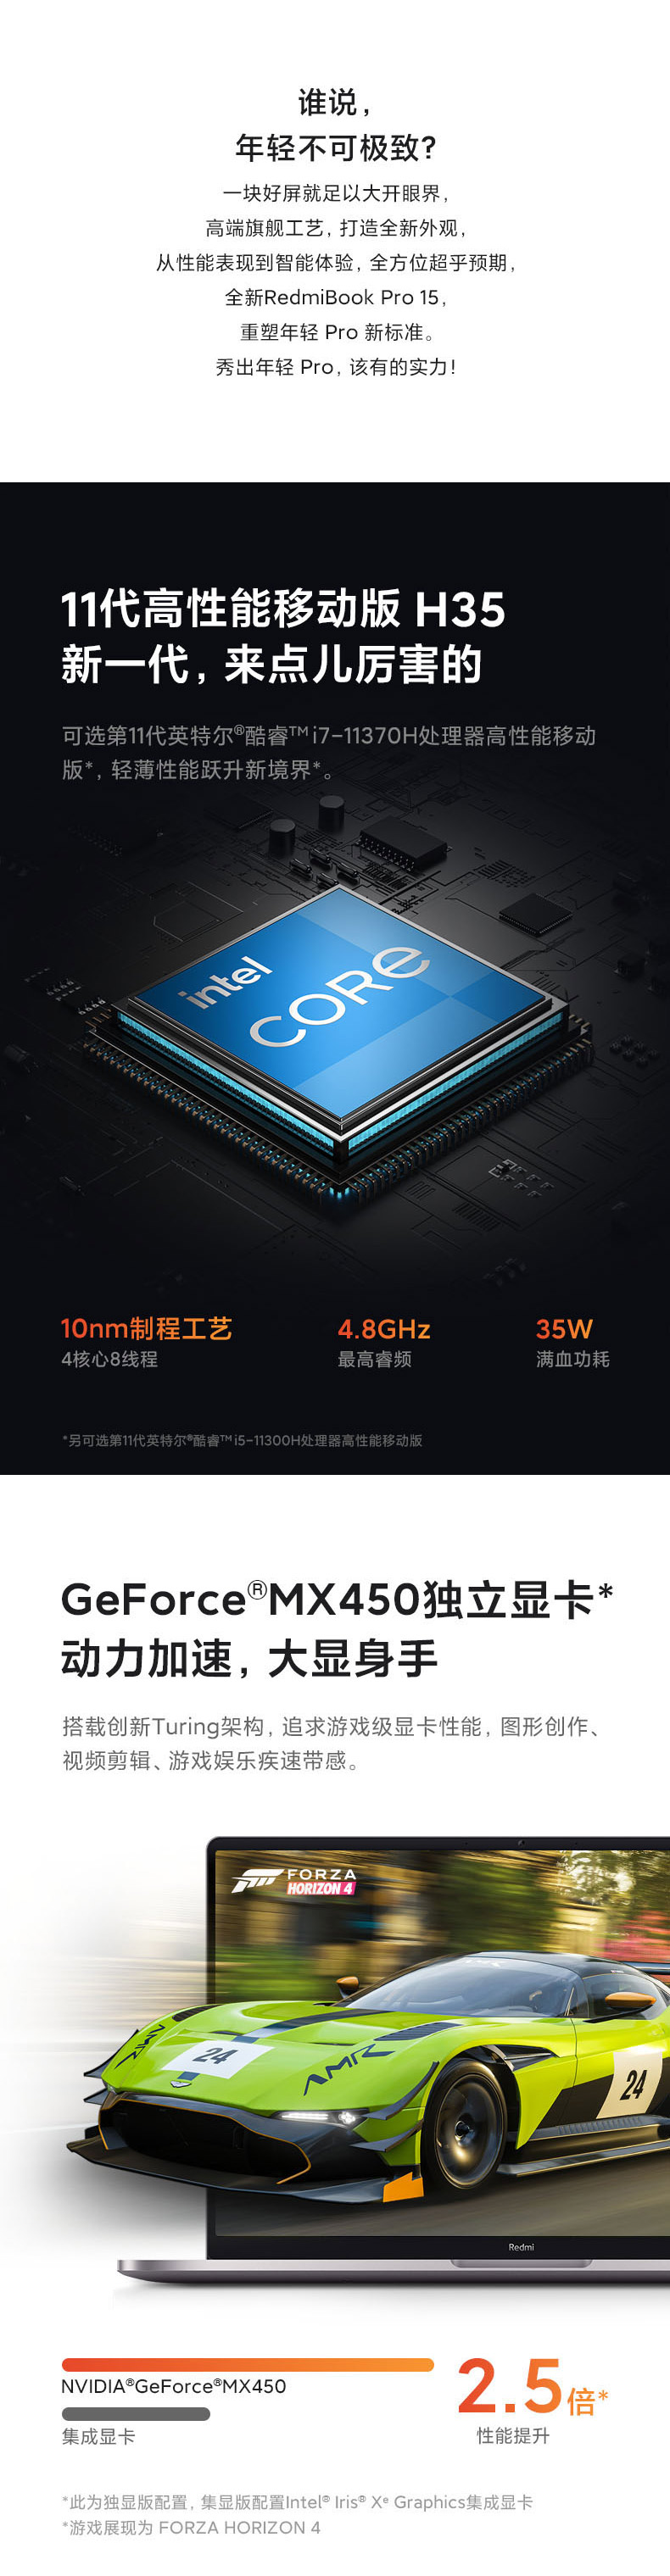 谁说，
年轻不可极致？
一块好屏就足以大开眼界，
高端旗舰工艺，打造全新外观，
从性能表现到智能体验，全方位超乎预期，
全新RedmiBook Pro 15，
重塑年轻 Pro 新标准。
秀出年轻 Pro，该有的实力！
11代高性能移动版 H35
新一代，来点儿厉害的
可选第11代英特尔®酷睿™ i7-11370H处理器高性能移动
版*，轻薄性能跃升新境界*。
intel
CORe
10nm制程工艺
4核心8线程
4.8GHz
最高睿频
35W
满血功耗
*另可选第11代英特尔®酷睿™ i5-11300H处理器高性能移动版
GeForce®MX450独立显卡*
动力加速，大显身手
搭载创新Turing架构，追求游戏级显卡性能，图形创作、
视频剪辑、游戏娱乐疾速带感。
FORZA
HORIZON 4
24
AMR
24
Redmi
NVIDIA®GeForce®MX450
集成显卡
2.5倍*
性能提升
*此为独显版配置，集显版配置Intel® Iris® Xᵉ Graphics集成显卡
*游戏展现为 FORZA HORIZON 4